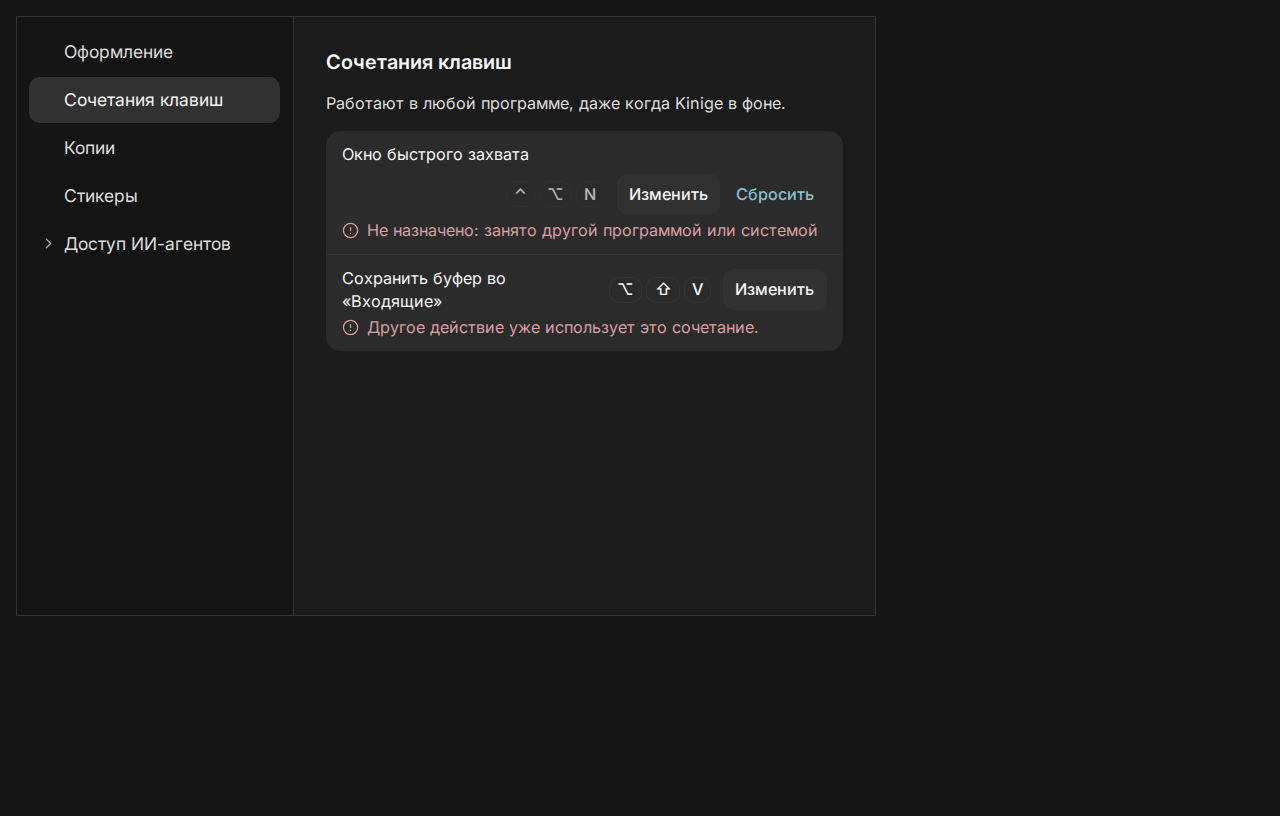 Оформление
Сочетания клавиш
Копии
Стикеры
Доступ ИИ-агентов
Сочетания клавиш
Работают в любой программе, даже когда Kinige в фоне.
Окно быстрого захвата
⌃ ⌥ N Изменить Сбросить
Не назначено: занято другой программой или системой
Сохранить буфер во
«Входящие»
⌥ ⇧ V Изменить
Другое действие уже использует это сочетание.